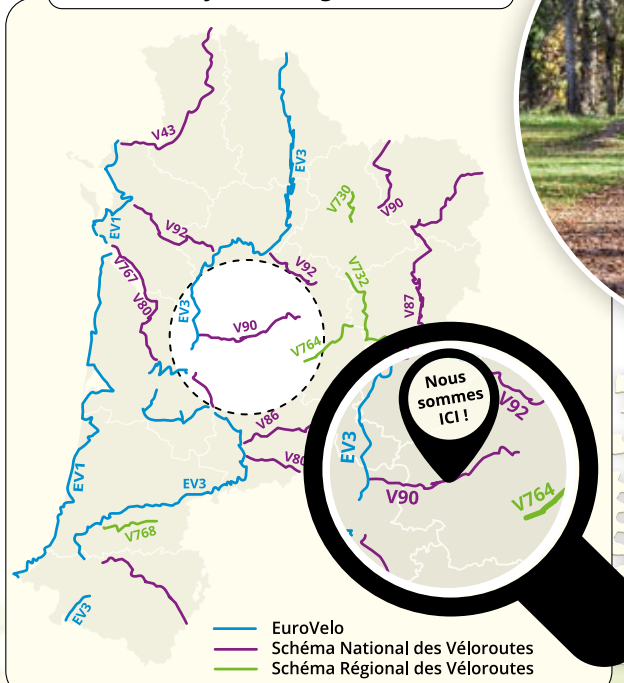 V43
EV3
V730
V90
EV1
V92
V92
V767
V80
V732
EV3
V90
V87
V764
Nous
sommes
ICI !
V92
V86
EV3
V80
V90
V764
EV1
EV3
V768
EV3
EuroVelo
Schéma National des Véloroutes
Schéma Régional des Véloroutes